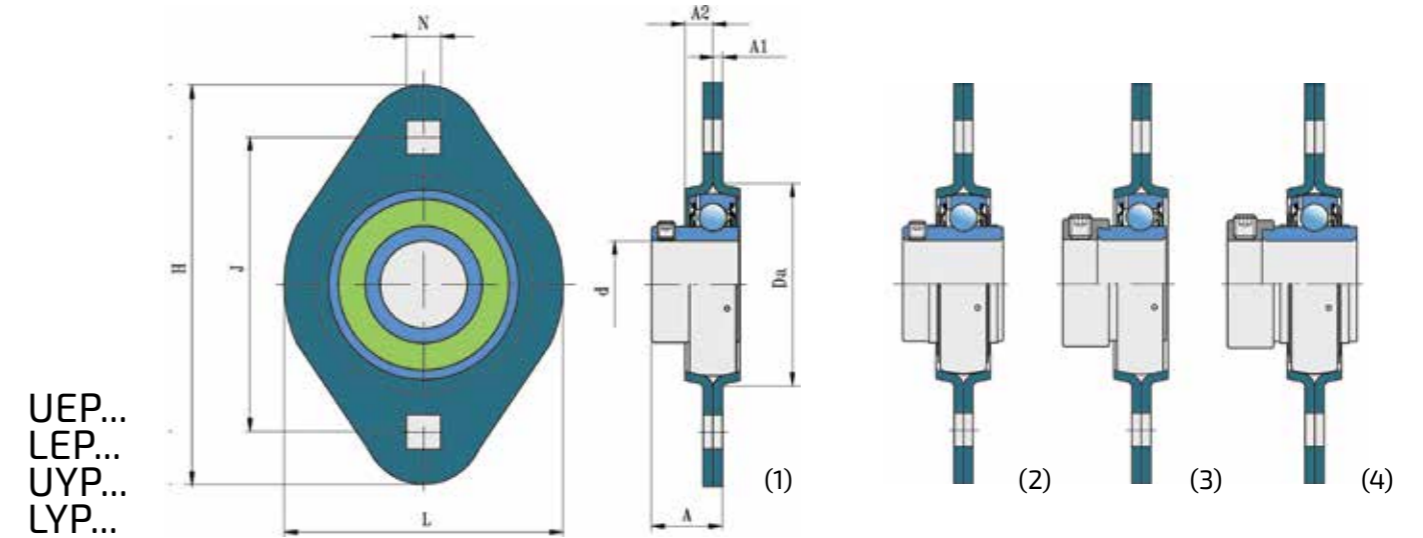 N
A2
A1
H
J
d
Da
UEP...
LEP...
UYP...
LYP...
(1)
(2)
(3)
(4)
L
A